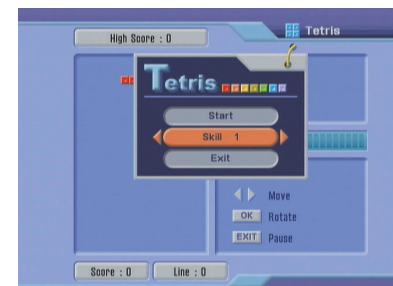 High Score : 0
Tetris
Tetris
Start
Skill 1
Exit
Move
OK Rotate
EXIT Pause
Score : 0 Line : 0